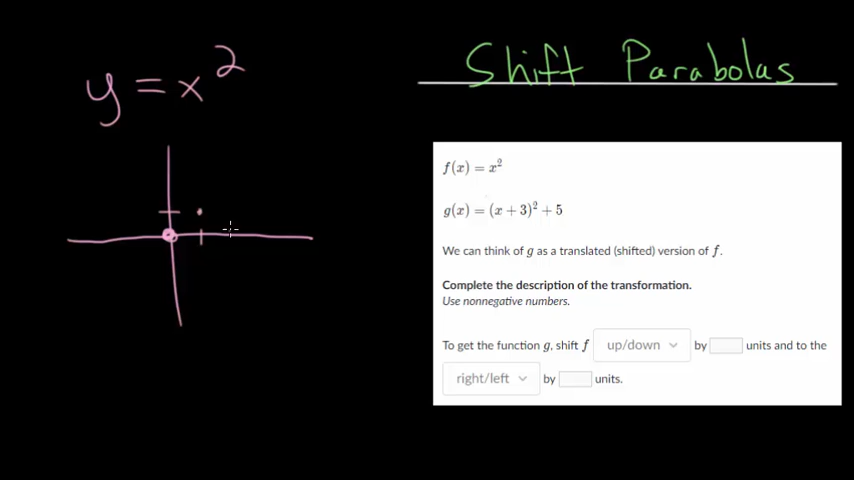 y = x²
Shift Parabolas
f(x) = x²
g(x) = (x + 3)² + 5
We can think of g as a translated (shifted) version of f.
Complete the description of the transformation.
Use nonnegative numbers.
To get the function g, shift f up/down by units and to the
right/left by units.